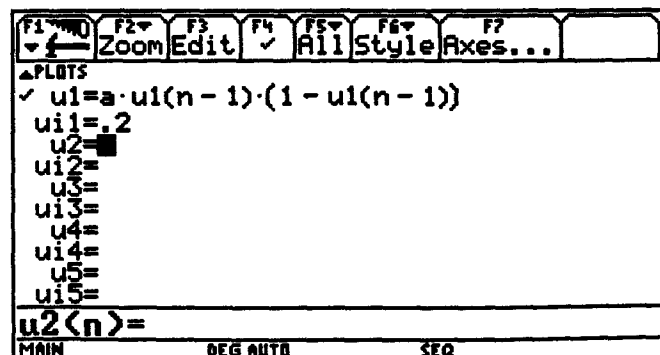 F1 F2 Zoom F3 Edit F4 ✓ F5 All F6 Style F7 Axes...
PLOTS
✓ u1=a·u1(n-1)·(1-u1(n-1))
ui1=.2
u2=
ui2=
u3=
ui3=
u4=
ui4=
u5=
ui5=
u2(n)=
MAIN DEG AUTO SEQ